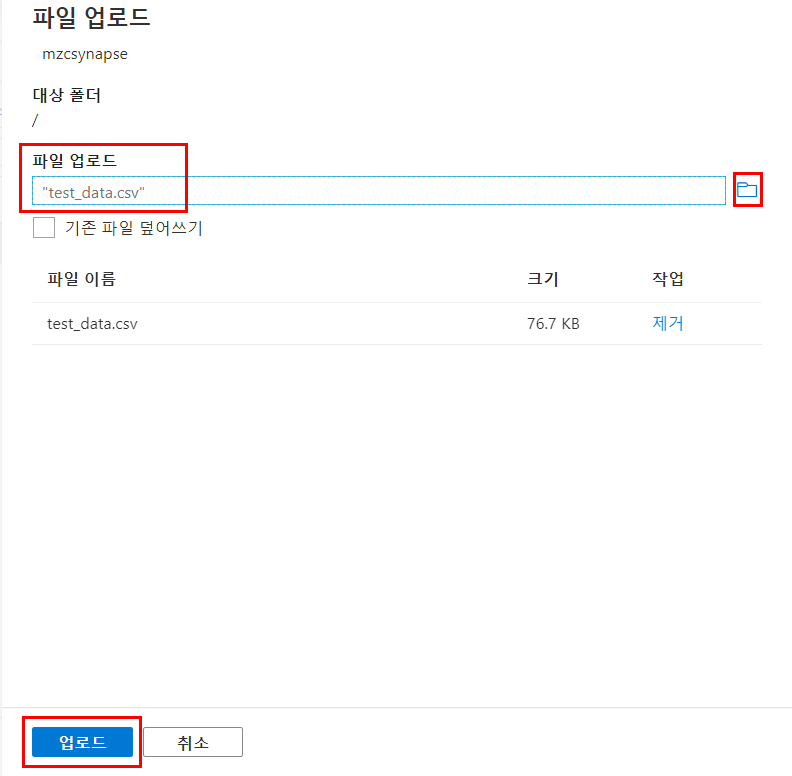 파일 업로드
mzcsynapse
대상 폴더
/
파일 업로드
"test_data.csv"
기존 파일 덮어쓰기
파일 이름 크기 작업
test_data.csv 76.7 KB 제거
업로드 취소